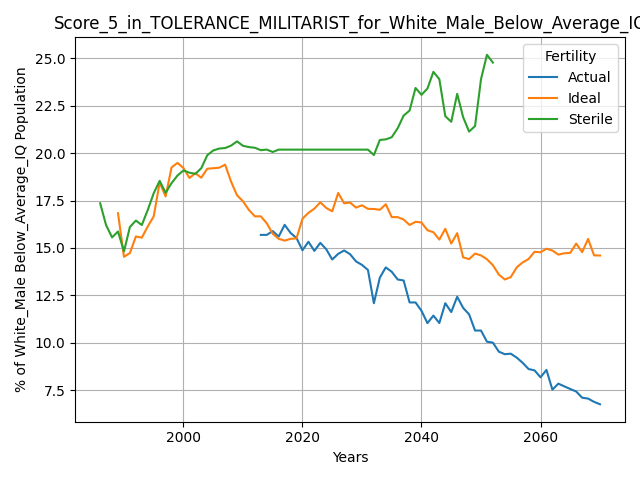 Score_5_in_TOLERANCE_MILITARIST_for_White_Male_Below_Average_IQ
% of White_Male Below_Average_IQ Population
25.0
22.5
20.0
17.5
15.0
12.5
10.0
7.5
Fertility
Actual
Ideal
Sterile
2000
2020
2040
2060
Years